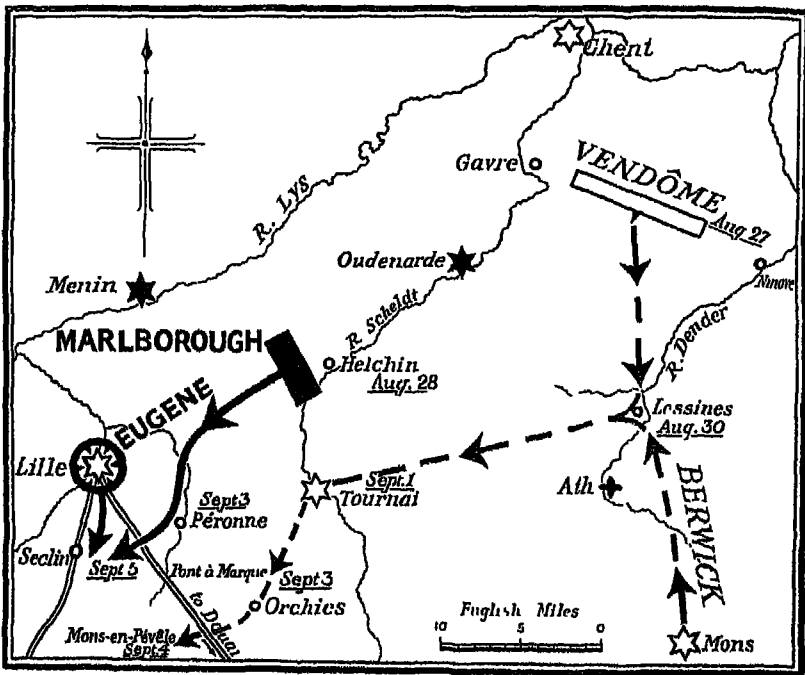 Ghent
Gavre
VENDÔME
Aug 27
R. Lys
Ninove
Menin
Oudenarde
R. Scheldt
R. Dender
MARLBOROUGH
Helchin
Aug. 28
EUGENE
Lessines
Aug. 30
Lille
Sept. 1
Tournai
Ath
BERWICK
Sept 3
Péronne
Seclin
Sept 5
Pont à Marque
Sept 3
Orchies
to Douai
Mons-en-Pévèle
Sept 4
English Miles
10 5 0
Mons